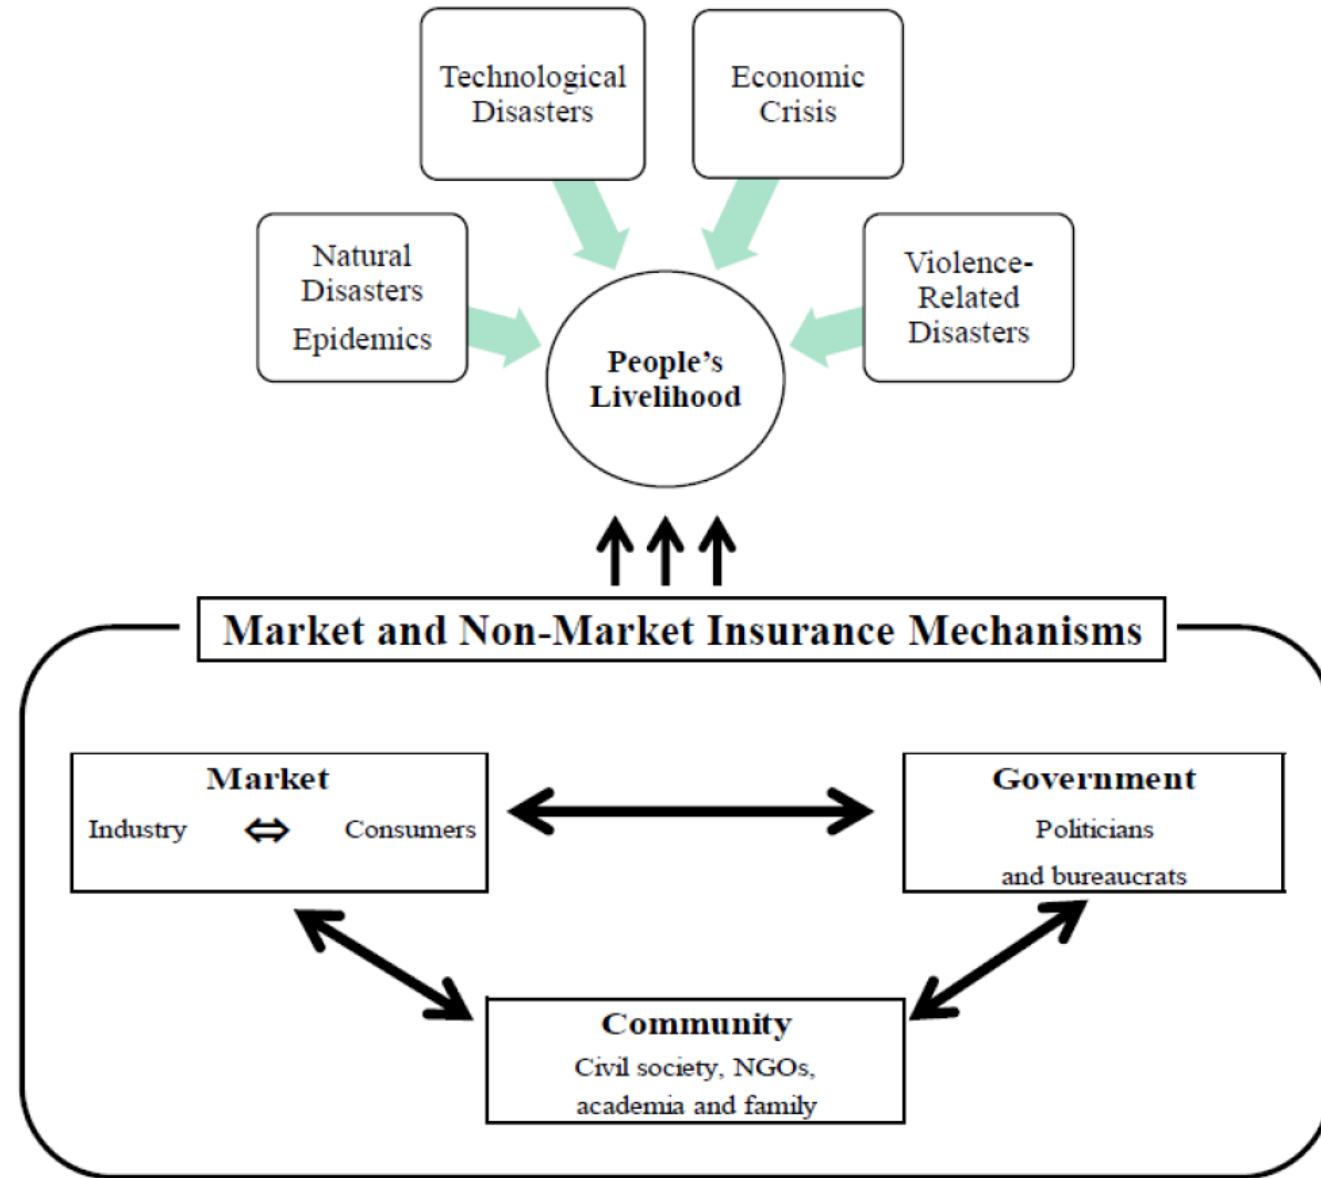 Technological
Disasters
Economic
Crisis
Natural
Disasters
Epidemics
Violence-
Related
Disasters
People’s
Livelihood
Market and Non-Market Insurance Mechanisms
Market
Industry ⇔ Consumers
Government
Politicians
and bureaucrats
Community
Civil society, NGOs,
academia and family